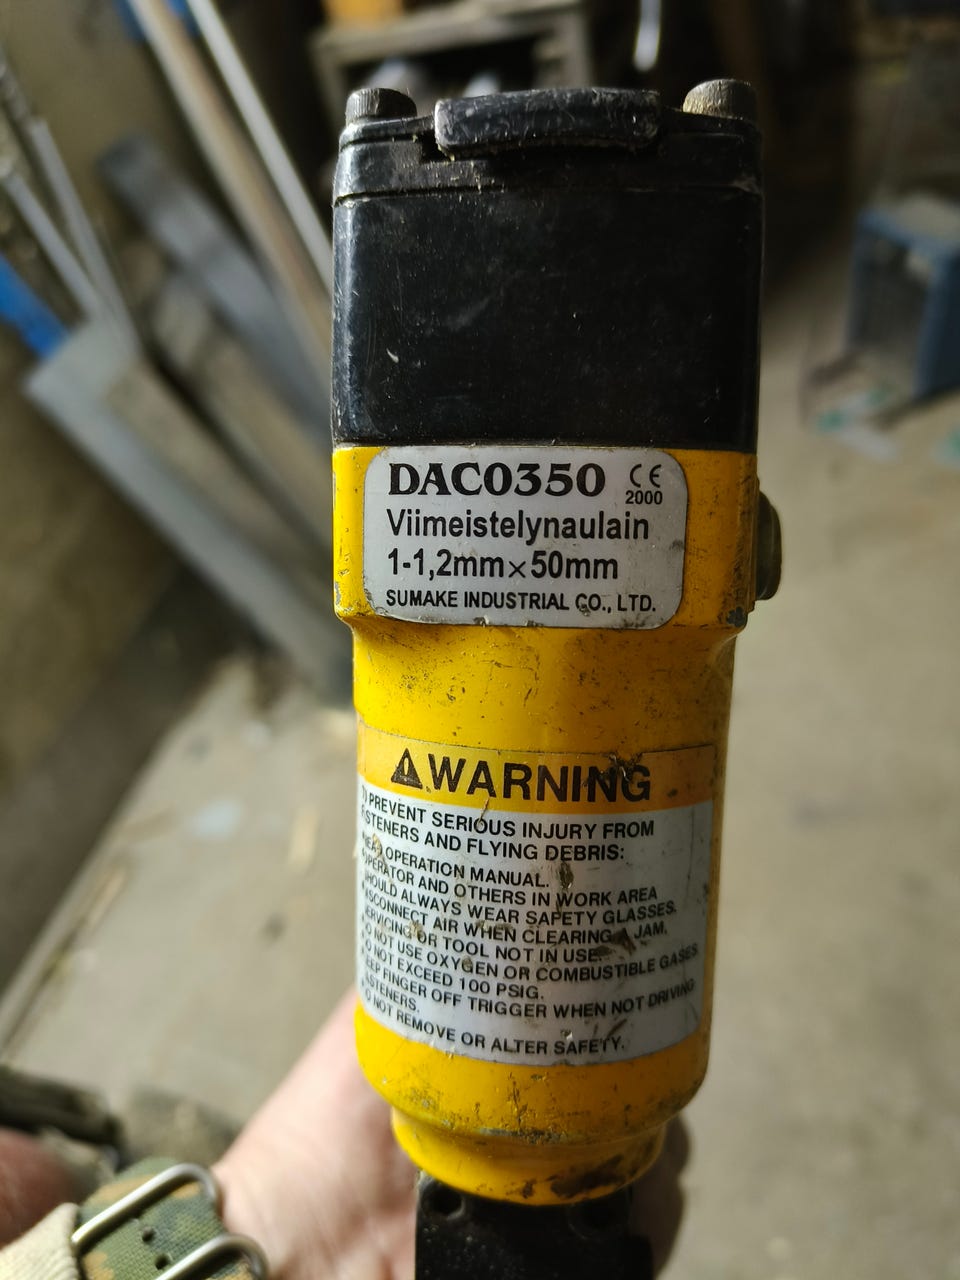 DAC0350 CE
2000
Viimeistelynaulain
1-1,2mm×50mm
SUMAKE INDUSTRIAL CO., LTD.
WARNING
PREVENT SERIOUS INJURY FROM
FASTENERS AND FLYING DEBRIS:
OPERATION MANUAL.
OPERATOR AND OTHERS IN WORK AREA
SHOULD ALWAYS WEAR SAFETY GLASSES.
DISCONNECT AIR WHEN CLEARING A JAM,
SERVICING OR TOOL NOT IN USE.
DO NOT USE OXYGEN OR COMBUSTIBLE GASES
DO NOT EXCEED 100 PSIG.
KEEP FINGER OFF TRIGGER WHEN NOT DRIVING
FASTENERS.
DO NOT REMOVE OR ALTER SAFETY.